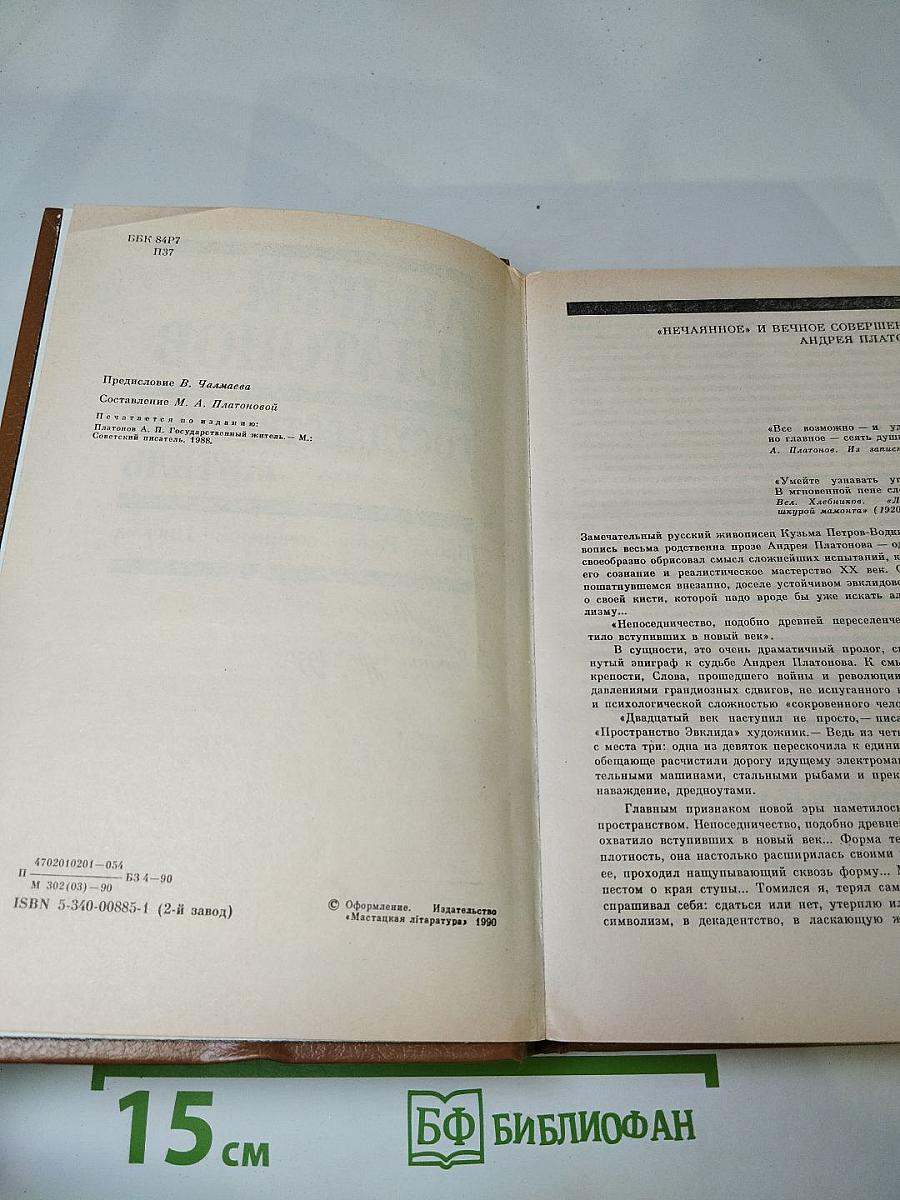 ББК 84Р7
П37
Предисловие В. Чалмаева
Составление М. А. Платоновой
Печатается по изданию:
Платонов А. П. Государственный житель.— М.:
Советский писатель. 1988.
4702010201—054
П
М 302(03)—90
БЗ 4—90
ISBN 5-340-00885-1 (2-й завод)
© Оформление. Издательство
«Мастацкая літаратура» 1990
«НЕЧАЯННОЕ» И ВЕЧНОЕ СОВЕРШЕН
АНДРЕЯ ПЛАТО
«Все возможно — и
но главное — сеять душ
А. Платонов. Из запис
«Умейте узнавать
В мгновенной пене
Вел. Хлебников.
шкурой мамонта» (1920
Замечательный русский живописец Кузьма Петров-Водки
вопись весьма родственна прозе Андрея Платонова —
своеобразно обрисовал смысл сложнейших испытаний,
его сознание и реалистическое мастерство XX век.
пошатнувшемся внезапно, доселе устойчивом эвклидово
о своей кисти, которой надо вроде бы уже искать
лизму...
«Непоседничество, подобно древней переселенче
тило вступивших в новый век».
В сущности, это очень драматичный пролог,
нутый эпиграф к судьбе Андрея Платонова. К
крепости, Слова, прошедшего войны и революции
давлениями грандиозных сдвигов, не испуганного
и психологической сложностью «сокровенного чело
«Двадцатый век наступил не просто,— писа
«Пространство Эвклида» художник.— Ведь из
с места три: одна из девяток перескочила к едини
обещающе расчистили дорогу идущему электрома
тельными машинами, стальными рыбами и
наваждение, дредноутами.
Главным признаком новой эры наметилось
пространством. Непоседничество, подобно древне
охватило вступивших в новый век... Форма
плотность, она настолько расширилась своими
ее, проходил нащупывающий сквозь форму...
пестом о края ступы... Томился я, терял
спрашивал себя: сдаться или нет, утерплю
символизм, в декадентство, в ласкающую
15 см
БФ БИБЛИОФАН